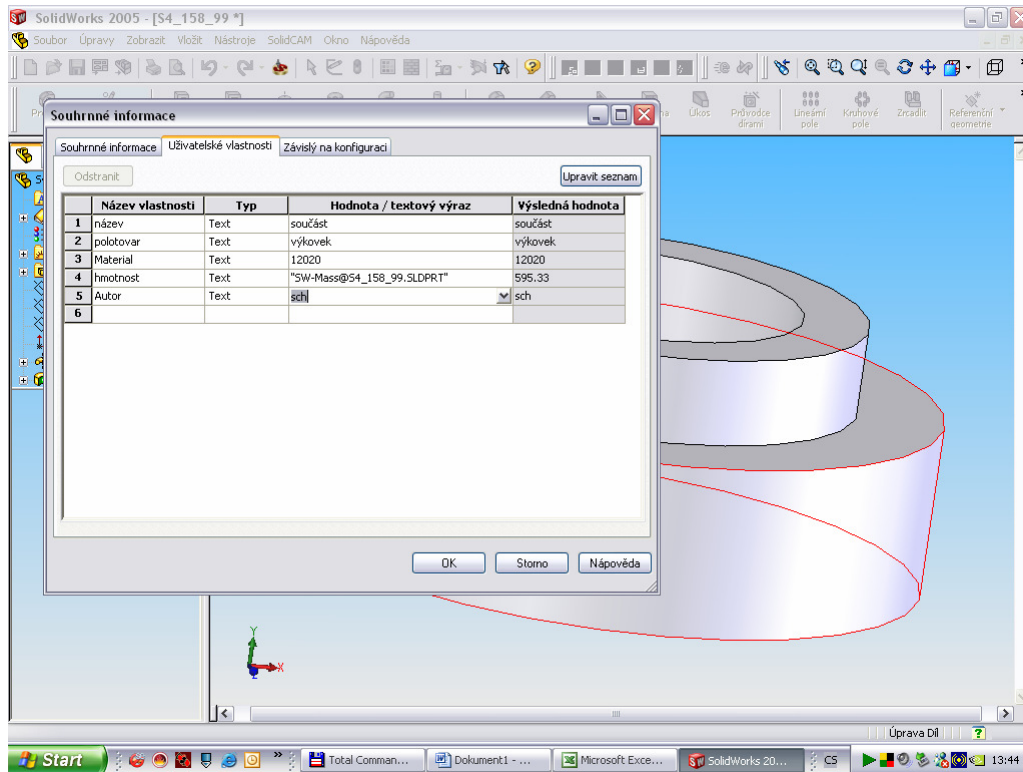 SolidWorks 2005 - [S4_158_99 *]
Soubor Úpravy Zobrazit Vložit Nástroje SolidCAM Okno Nápověda
Úkos Průvodce dírami Lineární pole Kruhové pole Zrcadlit Referenční geometrie
Souhrnné informace
Souhrnné informace Uživatelské vlastnosti Závislý na konfiguraci
Odstranit Upravit seznam
Název vlastnosti Typ Hodnota / textový výraz Výsledná hodnota
1 název Text součást součást
2 polotovar Text výkovek výkovek
3 Material Text 12020 12020
4 hmotnost Text "SW-Mass@S4_158_99.SLDPRT" 595.33
5 Autor Text sch sch
6
OK Storno Nápověda
Y
X
Úprava Díl
Start Total Comman... Dokument1 - ... Microsoft Exce... SolidWorks 20... CS 13:44